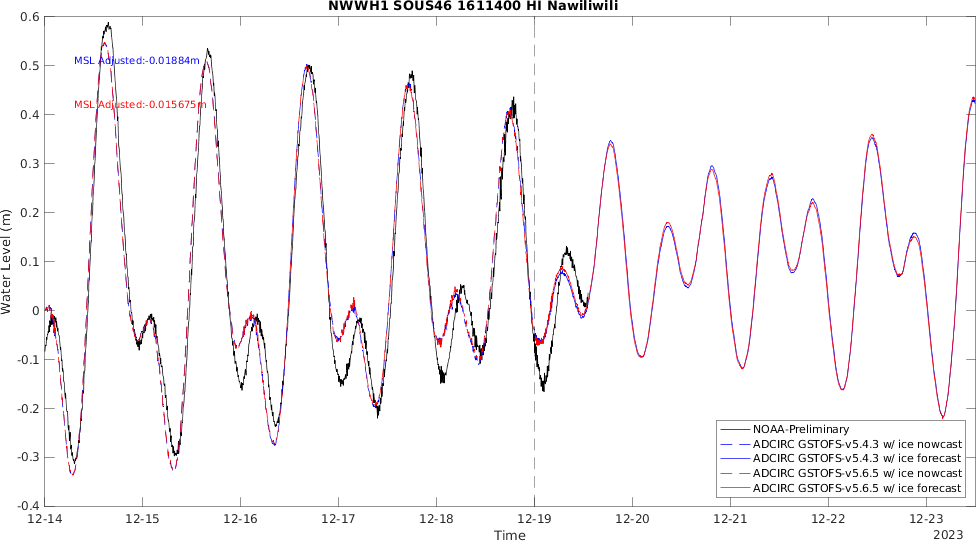 NWWH1 SOUS46 1611400 HI Nawiliwili
MSL Adjusted:-0.01884m
MSL Adjusted:-0.015675m
Water Level (m)
0.6
0.5
0.4
0.3
0.2
0.1
0
-0.1
-0.2
-0.3
-0.4
NOAA-Preliminary
ADCIRC GSTOFS-v5.4.3 w/ ice nowcast
ADCIRC GSTOFS-v5.4.3 w/ ice forecast
ADCIRC GSTOFS-v5.6.5 w/ ice nowcast
ADCIRC GSTOFS-v5.6.5 w/ ice forecast
12-14 12-15 12-16 12-17 12-18 12-19 12-20 12-21 12-22 12-23
Time
2023